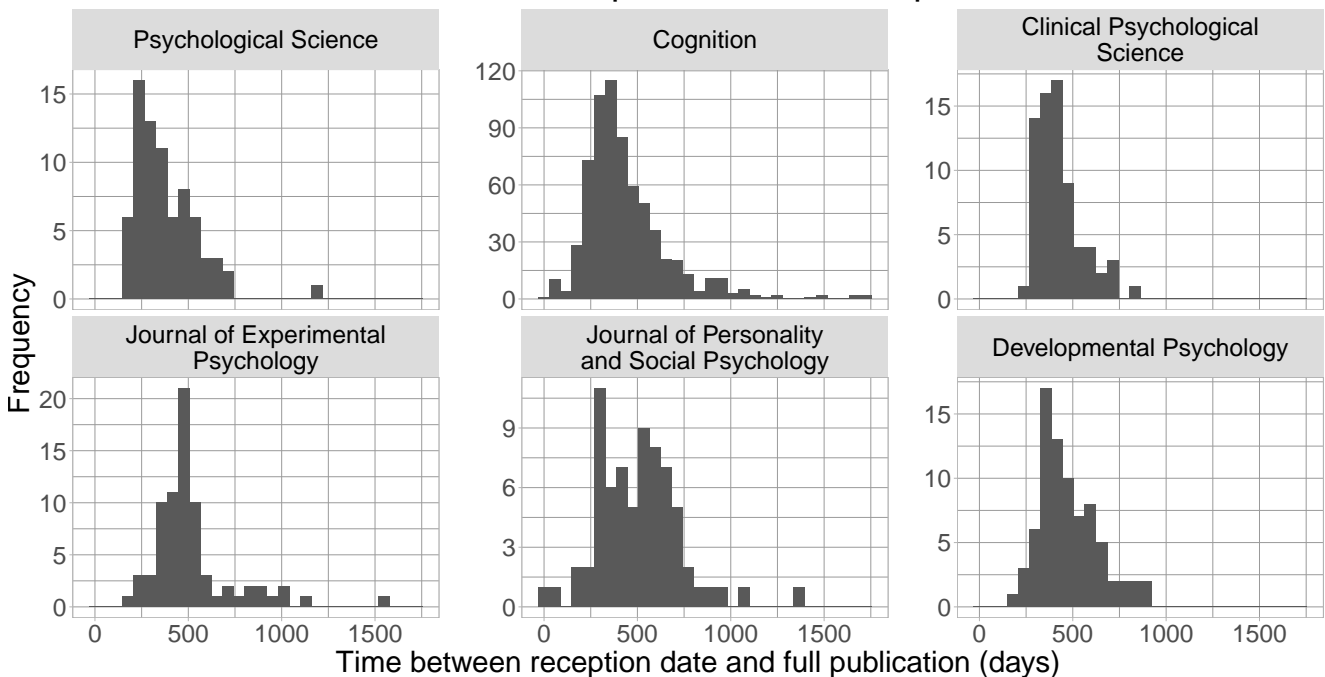 Psychological Science
Cognition
Clinical Psychological
Science
15
10
5
0
120
90
60
30
0
15
10
5
0
Frequency
Journal of Experimental
Psychology
Journal of Personality
and Social Psychology
Developmental Psychology
20
15
10
5
0
9
6
3
0
15
10
5
0
0 500 1000 1500
0 500 1000 1500
0 500 1000 1500
Time between reception date and full publication (days)